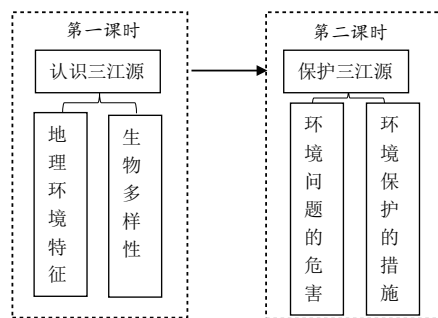 第一课时
认识三江源
地理环境特征
生物多样性
第二课时
保护三江源
环境问题的危害
环境保护的措施